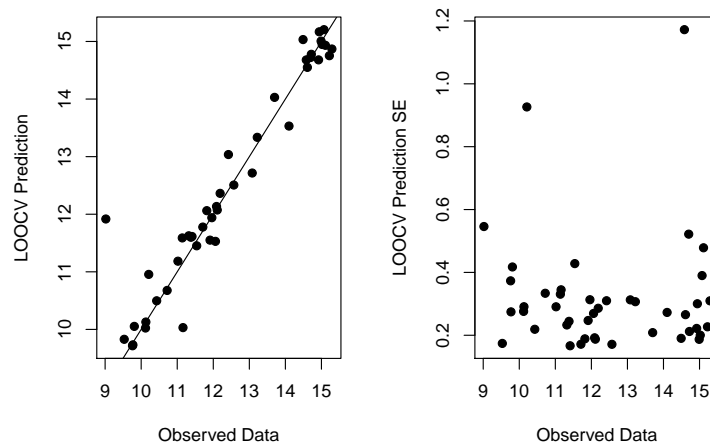 LOOCV Prediction
15
14
13
12
11
10
9 10 11 12 13 14 15
Observed Data
LOOCV Prediction SE
1.2
1.0
0.8
0.6
0.4
0.2
9 10 11 12 13 14 15
Observed Data